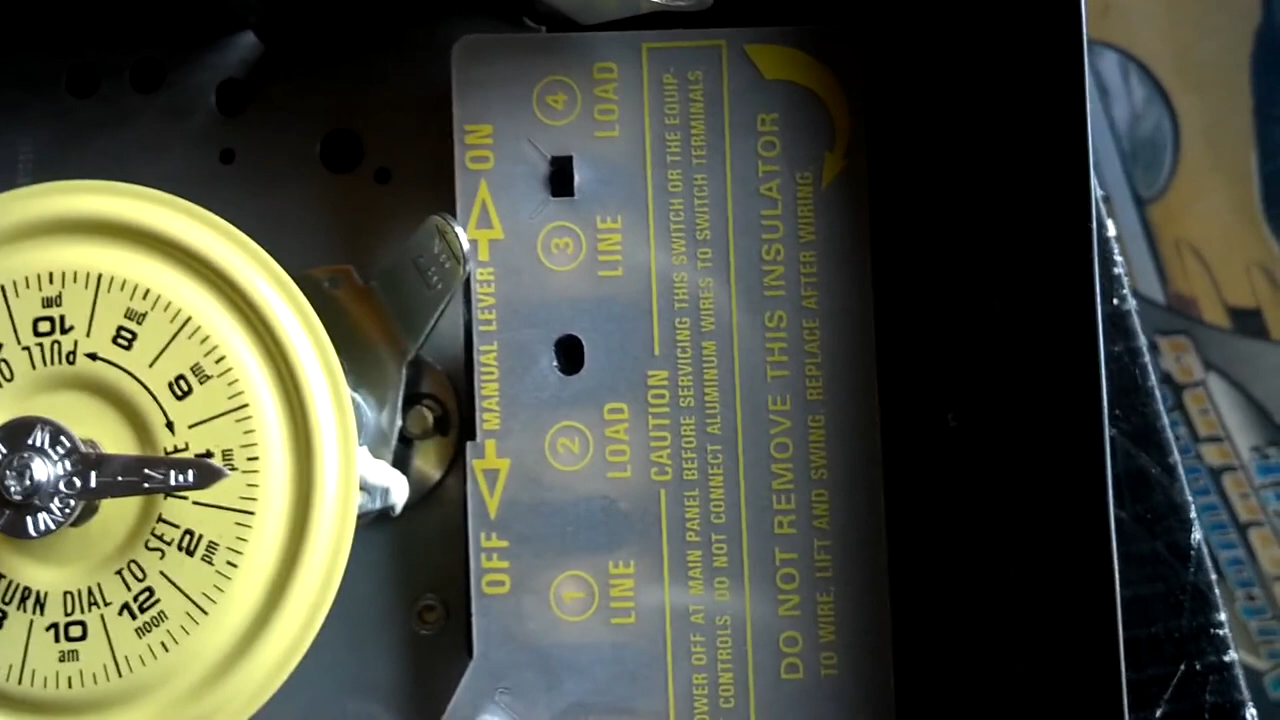 4 3 2 1
LOAD LINE LOAD LINE
OFF MANUAL LEVER ON
CAUTION
OWER OFF AT MAIN PANEL BEFORE SERVICING THIS SWITCH OR THE EQUIP-
CONTROLS. DO NOT CONNECT ALUMINUM WIRES TO SWITCH TERMINALS
DO NOT REMOVE THIS INSULATOR
TO WIRE, LIFT AND SWING. REPLACE AFTER WIRING.
10 pm
8 pm
6 pm
pm
2 pm
12 noon
10 am
PULL
TURN DIAL TO SET
TIME